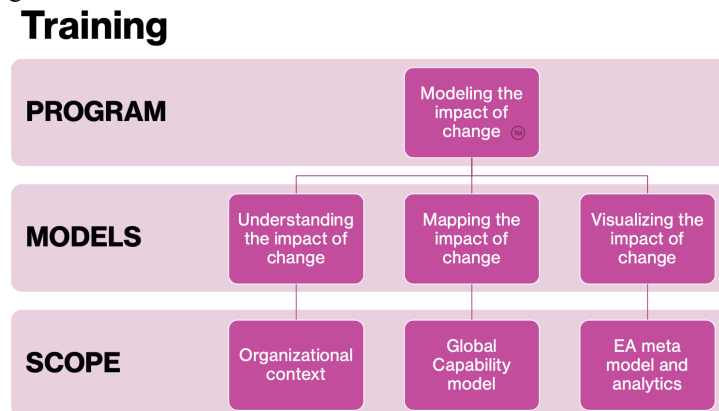 Training
PROGRAM
Modeling the
impact of
change ™
MODELS
Understanding
the impact of
change
Mapping the
impact of
change
Visualizing the
impact of
change
SCOPE
Organizational
context
Global
Capability
model
EA meta
model and
analytics